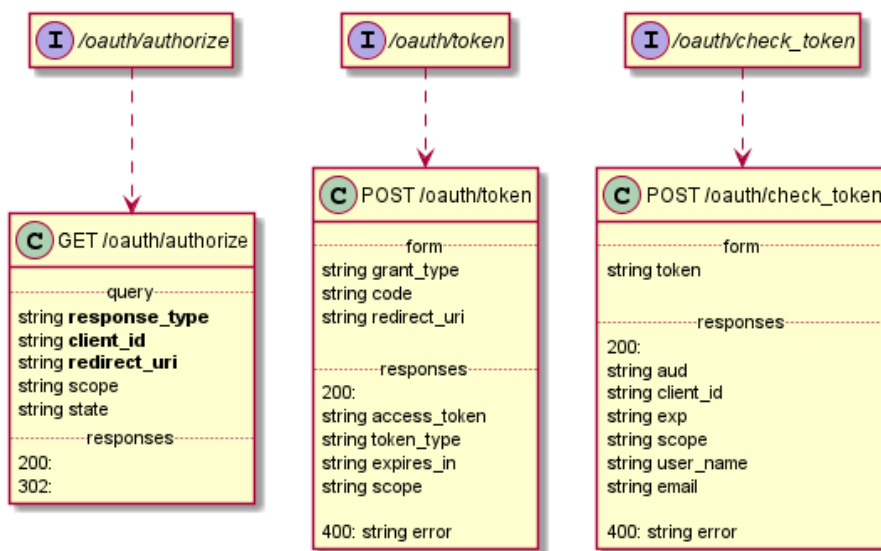 I /oauth/authorize
I /oauth/token
I /oauth/check_token
C GET /oauth/authorize
query
string response_type
string client_id
string redirect_uri
string scope
string state
responses
200:
302:
C POST /oauth/token
form
string grant_type
string code
string redirect_uri
responses
200:
string access_token
string token_type
string expires_in
string scope
400: string error
C POST /oauth/check_token
form
string token
responses
200:
string aud
string client_id
string exp
string scope
string user_name
string email
400: string error